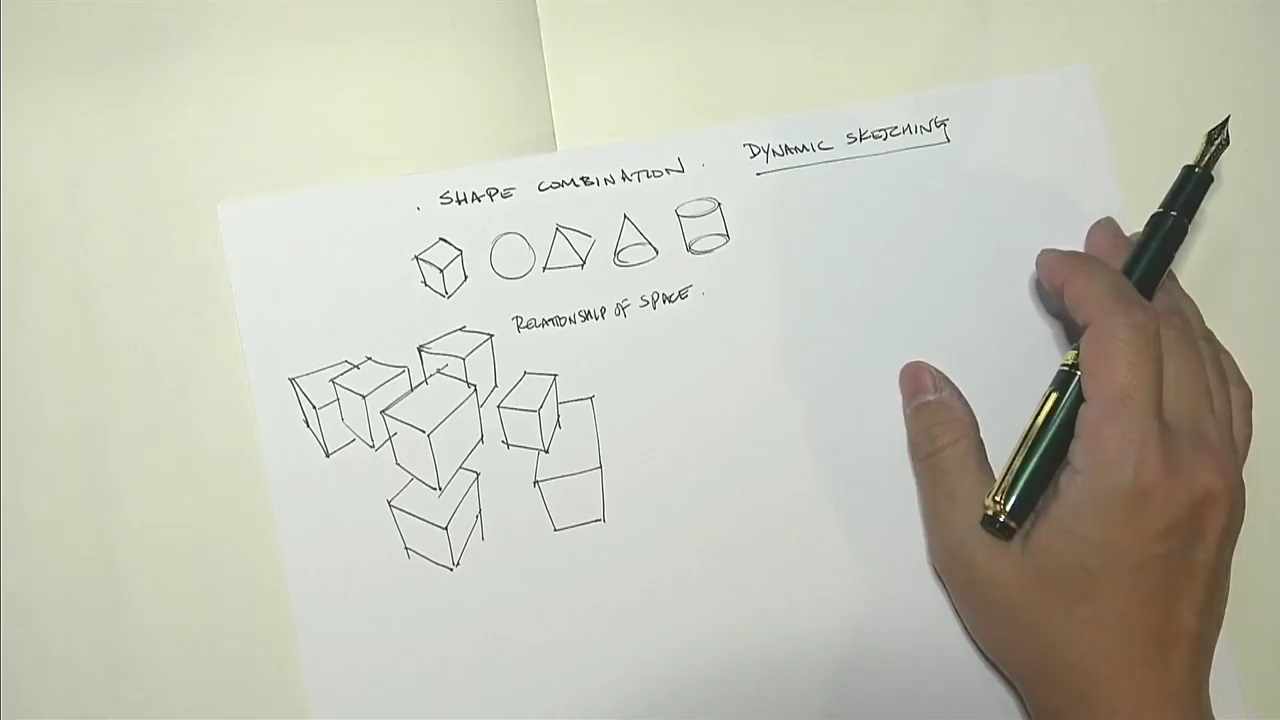 DYNAMIC SKETCHING
. SHAPE COMBINATION .
RELATIONSHIP OF SPACE .